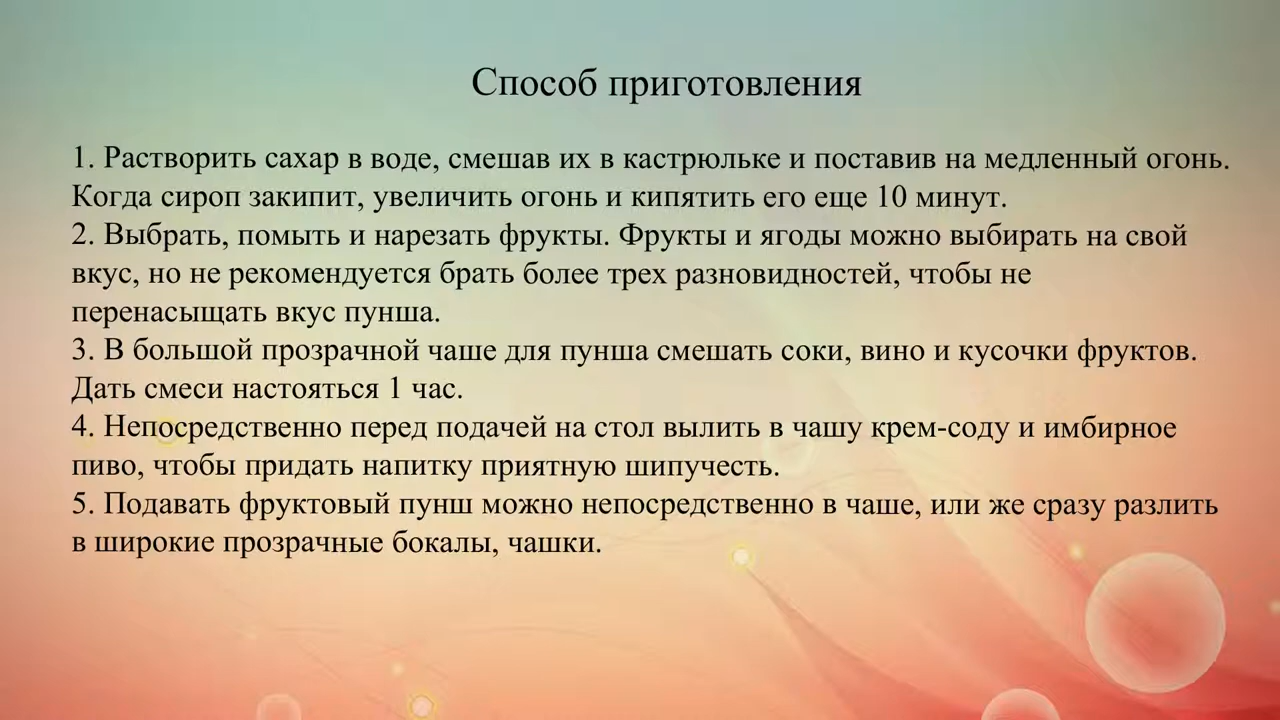 Способ приготовления
1. Растворить сахар в воде, смешав их в кастрюльке и поставив на медленный огонь.
Когда сироп закипит, увеличить огонь и кипятить его еще 10 минут.
2. Выбрать, помыть и нарезать фрукты. Фрукты и ягоды можно выбирать на свой
вкус, но не рекомендуется брать более трех разновидностей, чтобы не
перенасыщать вкус пунша.
3. В большой прозрачной чаше для пунша смешать соки, вино и кусочки фруктов.
Дать смеси настояться 1 час.
4. Непосредственно перед подачей на стол вылить в чашу крем-соду и имбирное
пиво, чтобы придать напитку приятную шипучесть.
5. Подавать фруктовый пунш можно непосредственно в чаше, или же сразу разлить
в широкие прозрачные бокалы, чашки.